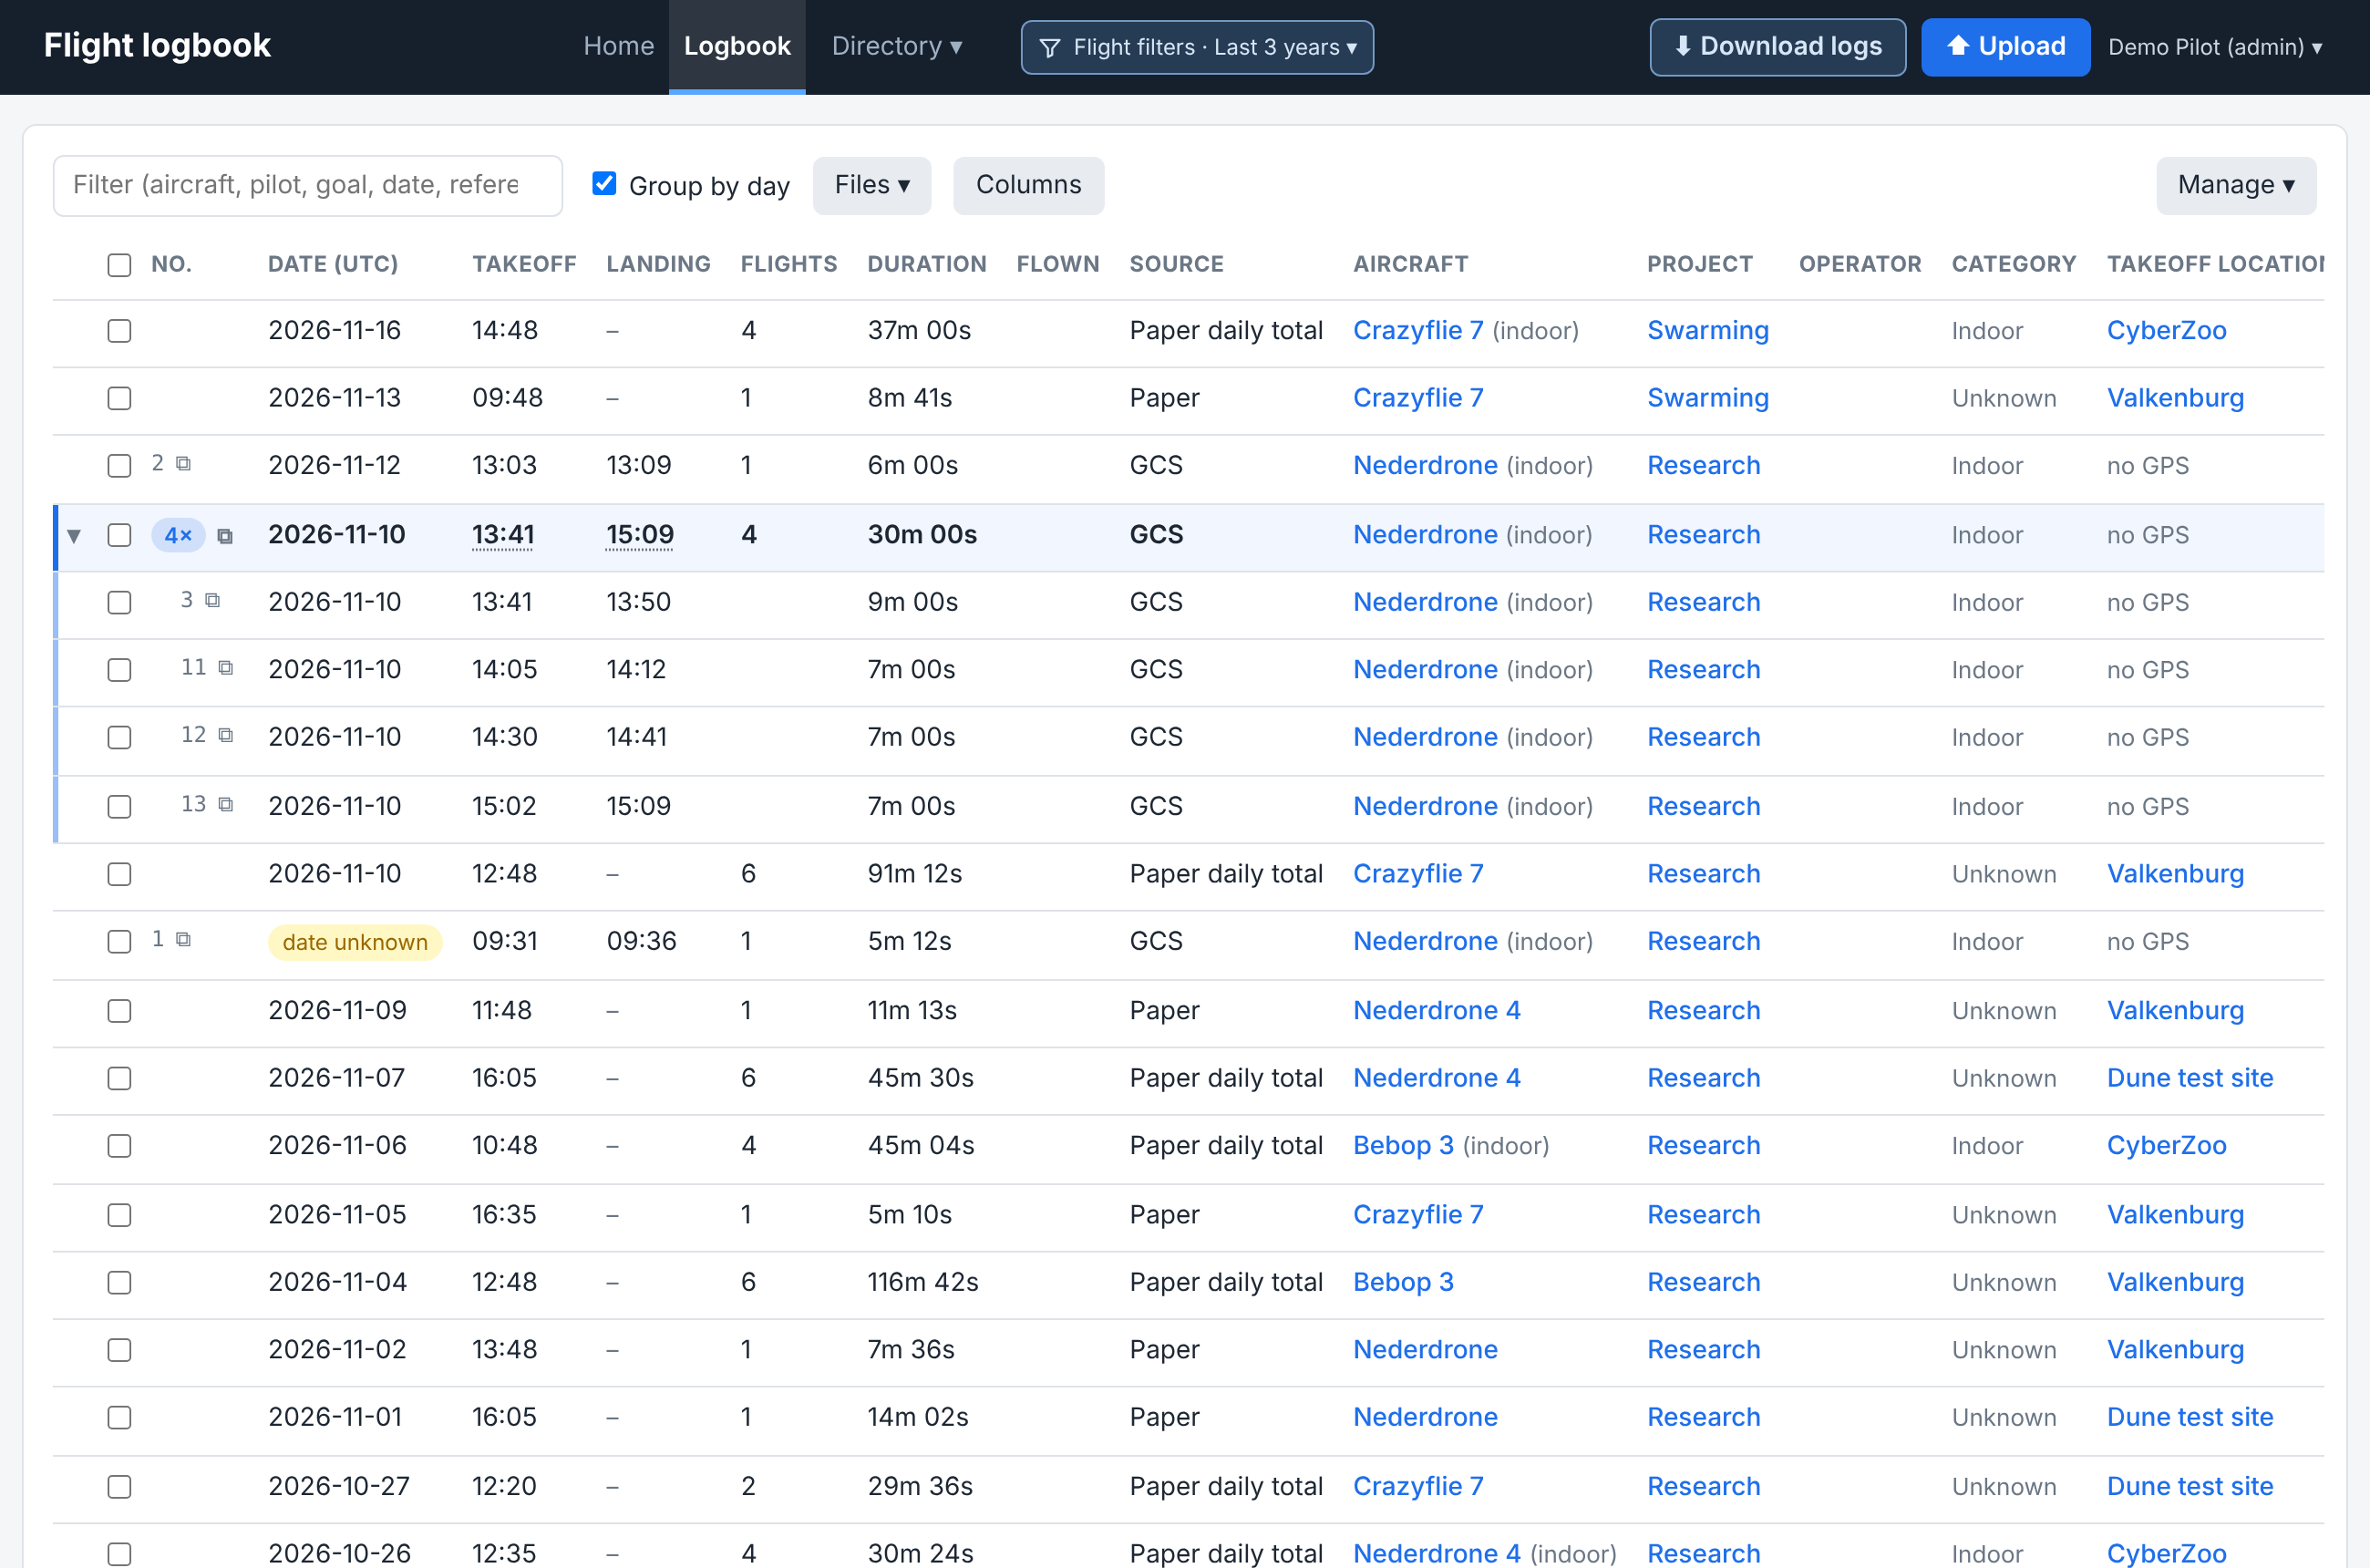 Flight logbook Home Logbook Directory ▾ Flight filters · Last 3 years ▾ ⬇ Download logs ⬆ Upload Demo Pilot (admin) ▾
Filter (aircraft, pilot, goal, date, refere Group by day Files ▾ Columns Manage ▾
NO. DATE (UTC) TAKEOFF LANDING FLIGHTS DURATION FLOWN SOURCE AIRCRAFT PROJECT OPERATOR CATEGORY TAKEOFF LOCATION
2026-11-16 14:48 – 4 37m 00s Paper daily total Crazyflie 7 (indoor) Swarming Indoor CyberZoo
2026-11-13 09:48 – 1 8m 41s Paper Crazyflie 7 Swarming Unknown Valkenburg
2 2026-11-12 13:03 13:09 1 6m 00s GCS Nederdrone (indoor) Research Indoor no GPS
▼ 4× 2026-11-10 13:41 15:09 4 30m 00s GCS Nederdrone (indoor) Research Indoor no GPS
3 2026-11-10 13:41 13:50 9m 00s GCS Nederdrone (indoor) Research Indoor no GPS
11 2026-11-10 14:05 14:12 7m 00s GCS Nederdrone (indoor) Research Indoor no GPS
12 2026-11-10 14:30 14:41 7m 00s GCS Nederdrone (indoor) Research Indoor no GPS
13 2026-11-10 15:02 15:09 7m 00s GCS Nederdrone (indoor) Research Indoor no GPS
2026-11-10 12:48 – 6 91m 12s Paper daily total Crazyflie 7 Research Unknown Valkenburg
1 date unknown 09:31 09:36 1 5m 12s GCS Nederdrone (indoor) Research Indoor no GPS
2026-11-09 11:48 – 1 11m 13s Paper Nederdrone 4 Research Unknown Valkenburg
2026-11-07 16:05 – 6 45m 30s Paper daily total Nederdrone 4 Research Unknown Dune test site
2026-11-06 10:48 – 4 45m 04s Paper daily total Bebop 3 (indoor) Research Indoor CyberZoo
2026-11-05 16:35 – 1 5m 10s Paper Crazyflie 7 Research Unknown Valkenburg
2026-11-04 12:48 – 6 116m 42s Paper daily total Bebop 3 Research Unknown Valkenburg
2026-11-02 13:48 – 1 7m 36s Paper Nederdrone Research Unknown Valkenburg
2026-11-01 16:05 – 1 14m 02s Paper Nederdrone Research Unknown Dune test site
2026-10-27 12:20 – 2 29m 36s Paper daily total Crazyflie 7 Research Unknown Dune test site
2026-10-26 12:35 – 4 30m 24s Paper daily total Nederdrone 4 (indoor) Research Indoor CyberZoo